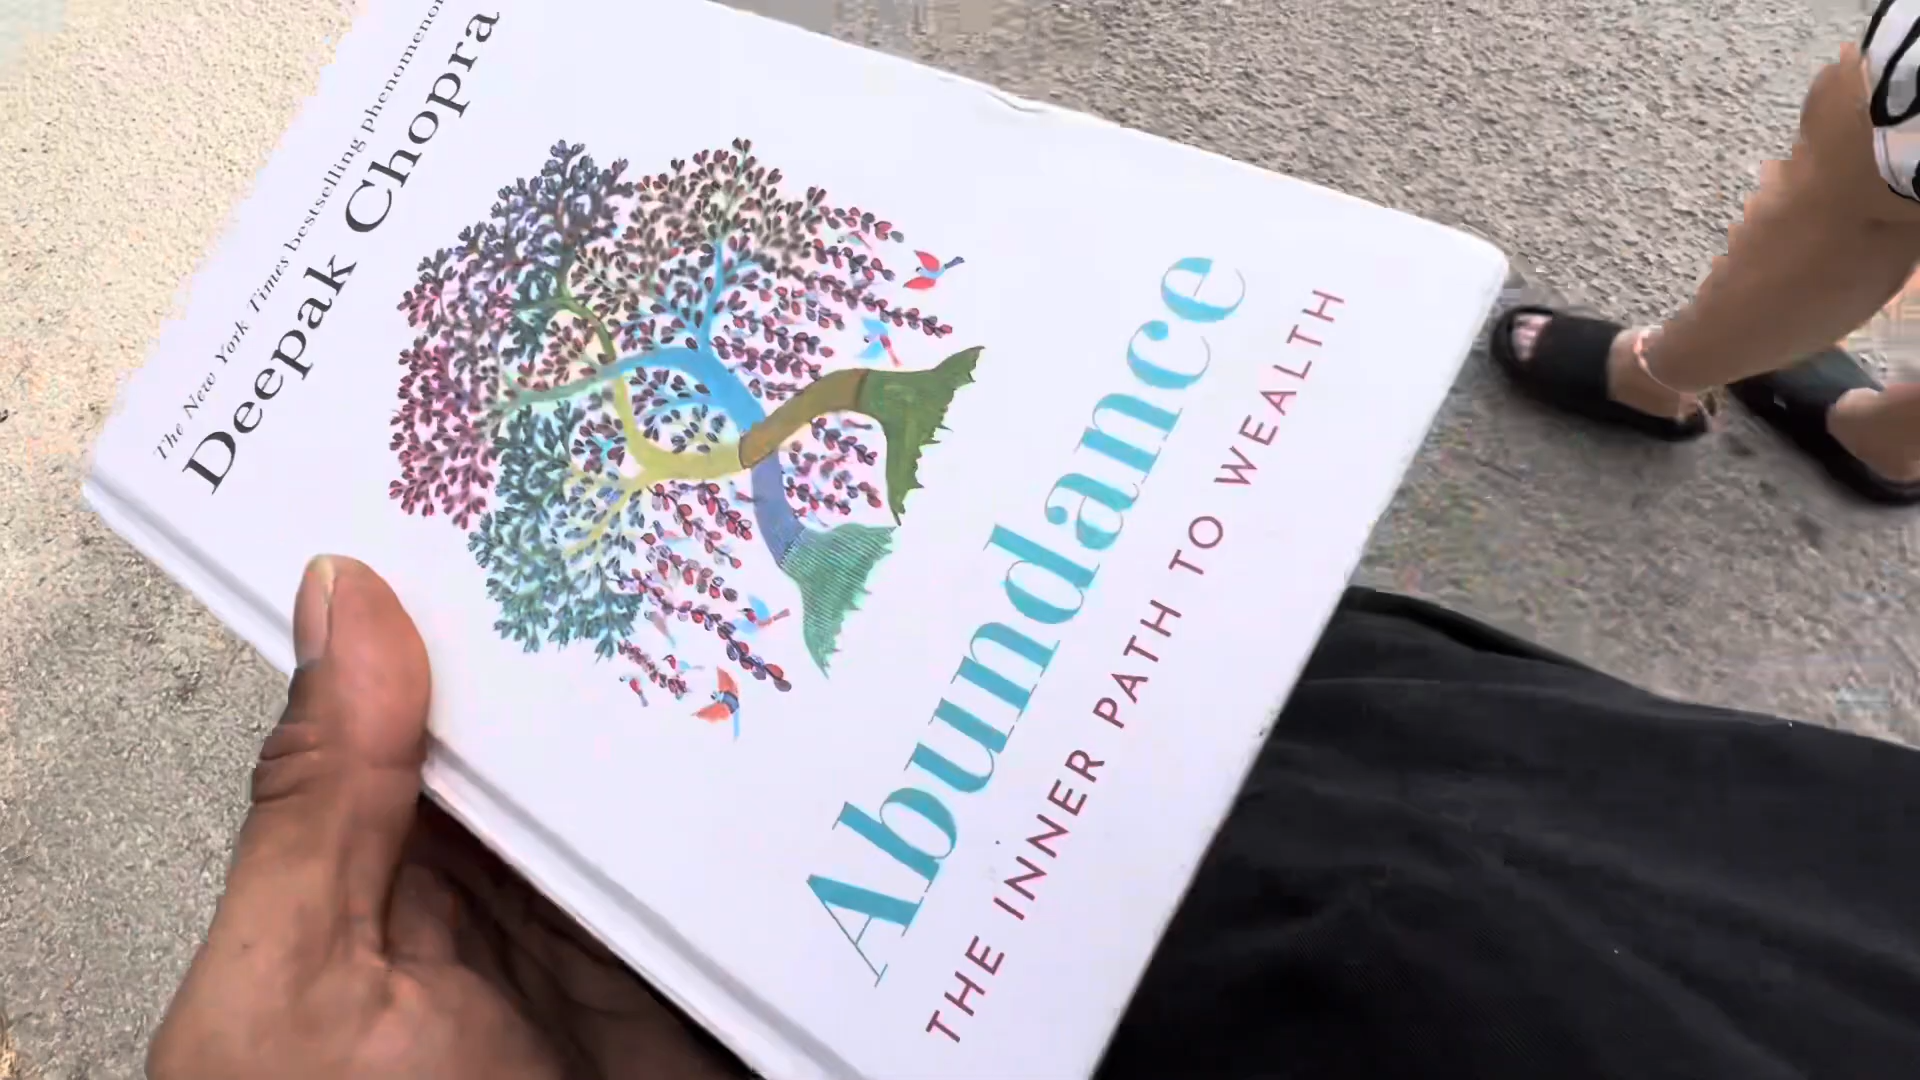 The New York Times bestselling phenomenon
Deepak Chopra
Abundance
THE INNER PATH TO WEALTH